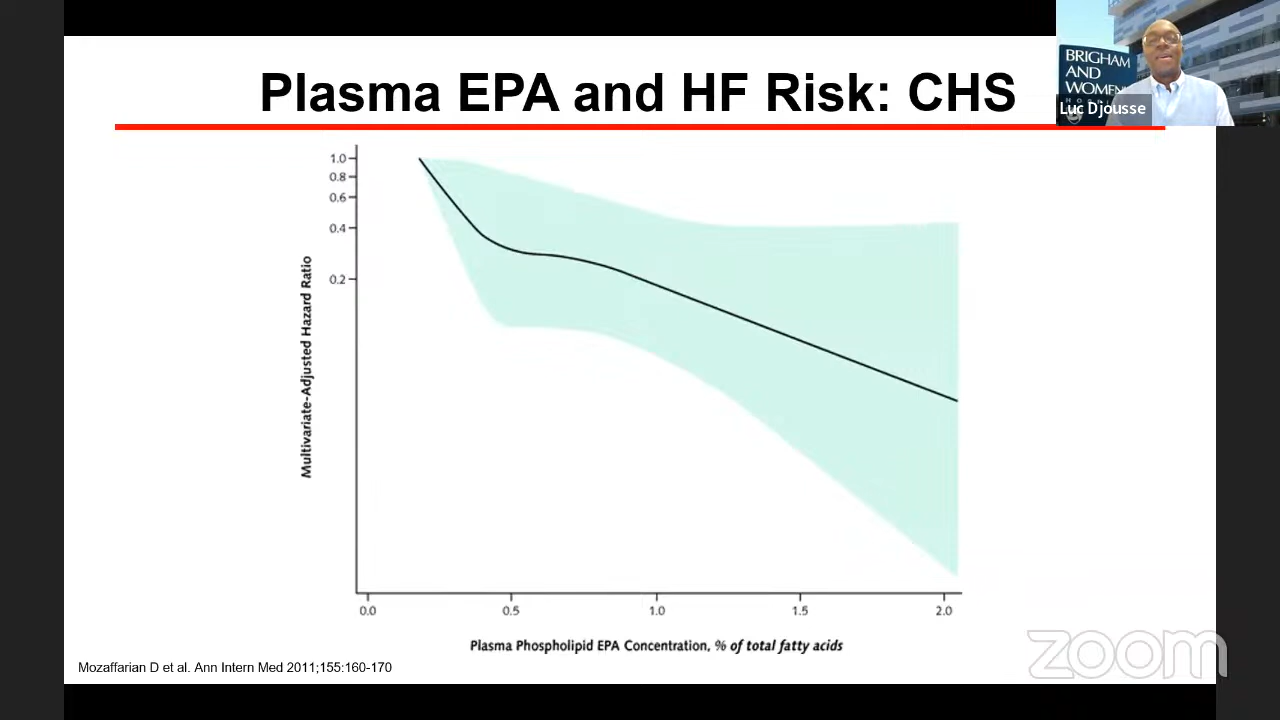 Plasma EPA and HF Risk: CHS
BRIGHAM
AND
WOMEN
Luc Djousse
1.0
0.8
0.6
0.4
0.2
Multivariate-Adjusted Hazard Ratio
0.0 0.5 1.0 1.5 2.0
Plasma Phospholipid EPA Concentration, % of total fatty acids
Mozaffarian D et al. Ann Intern Med 2011;155:160-170
zoom